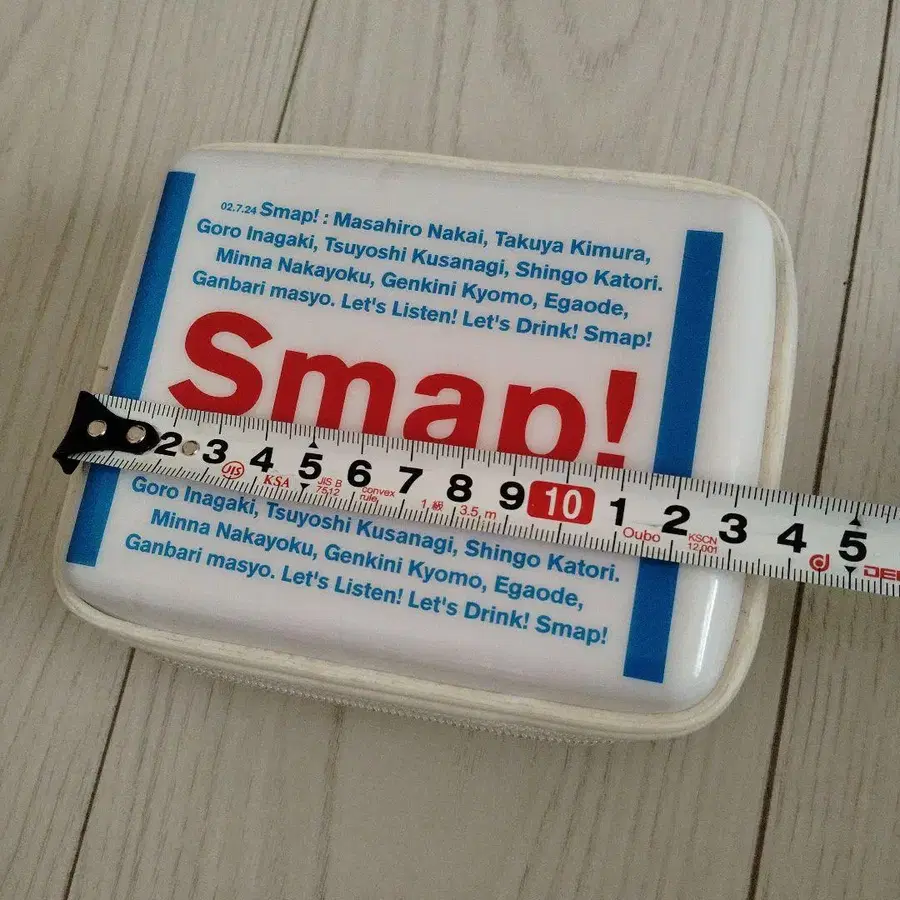 02.7.24 Smap! : Masahiro Nakai, Takuya Kimura,
Goro Inagaki, Tsuyoshi Kusanagi, Shingo Katori.
Minna Nakayoku, Genkini Kyomo, Egaode,
Ganbari masyo. Let's Listen! Let's Drink! Smap!
Smap!
2 3 4 5 6 7 8 9 10 1 2 3 4 5
JIS KSA JIS B 7512 convex rule 1,級 3.5, m Oubo KSCN 12,001
Goro Inagaki, Tsuyoshi Kusanagi, Shingo Katori.
Minna Nakayoku, Genkini Kyomo, Egaode,
Ganbari masyo. Let's Listen! Let's Drink! Smap!